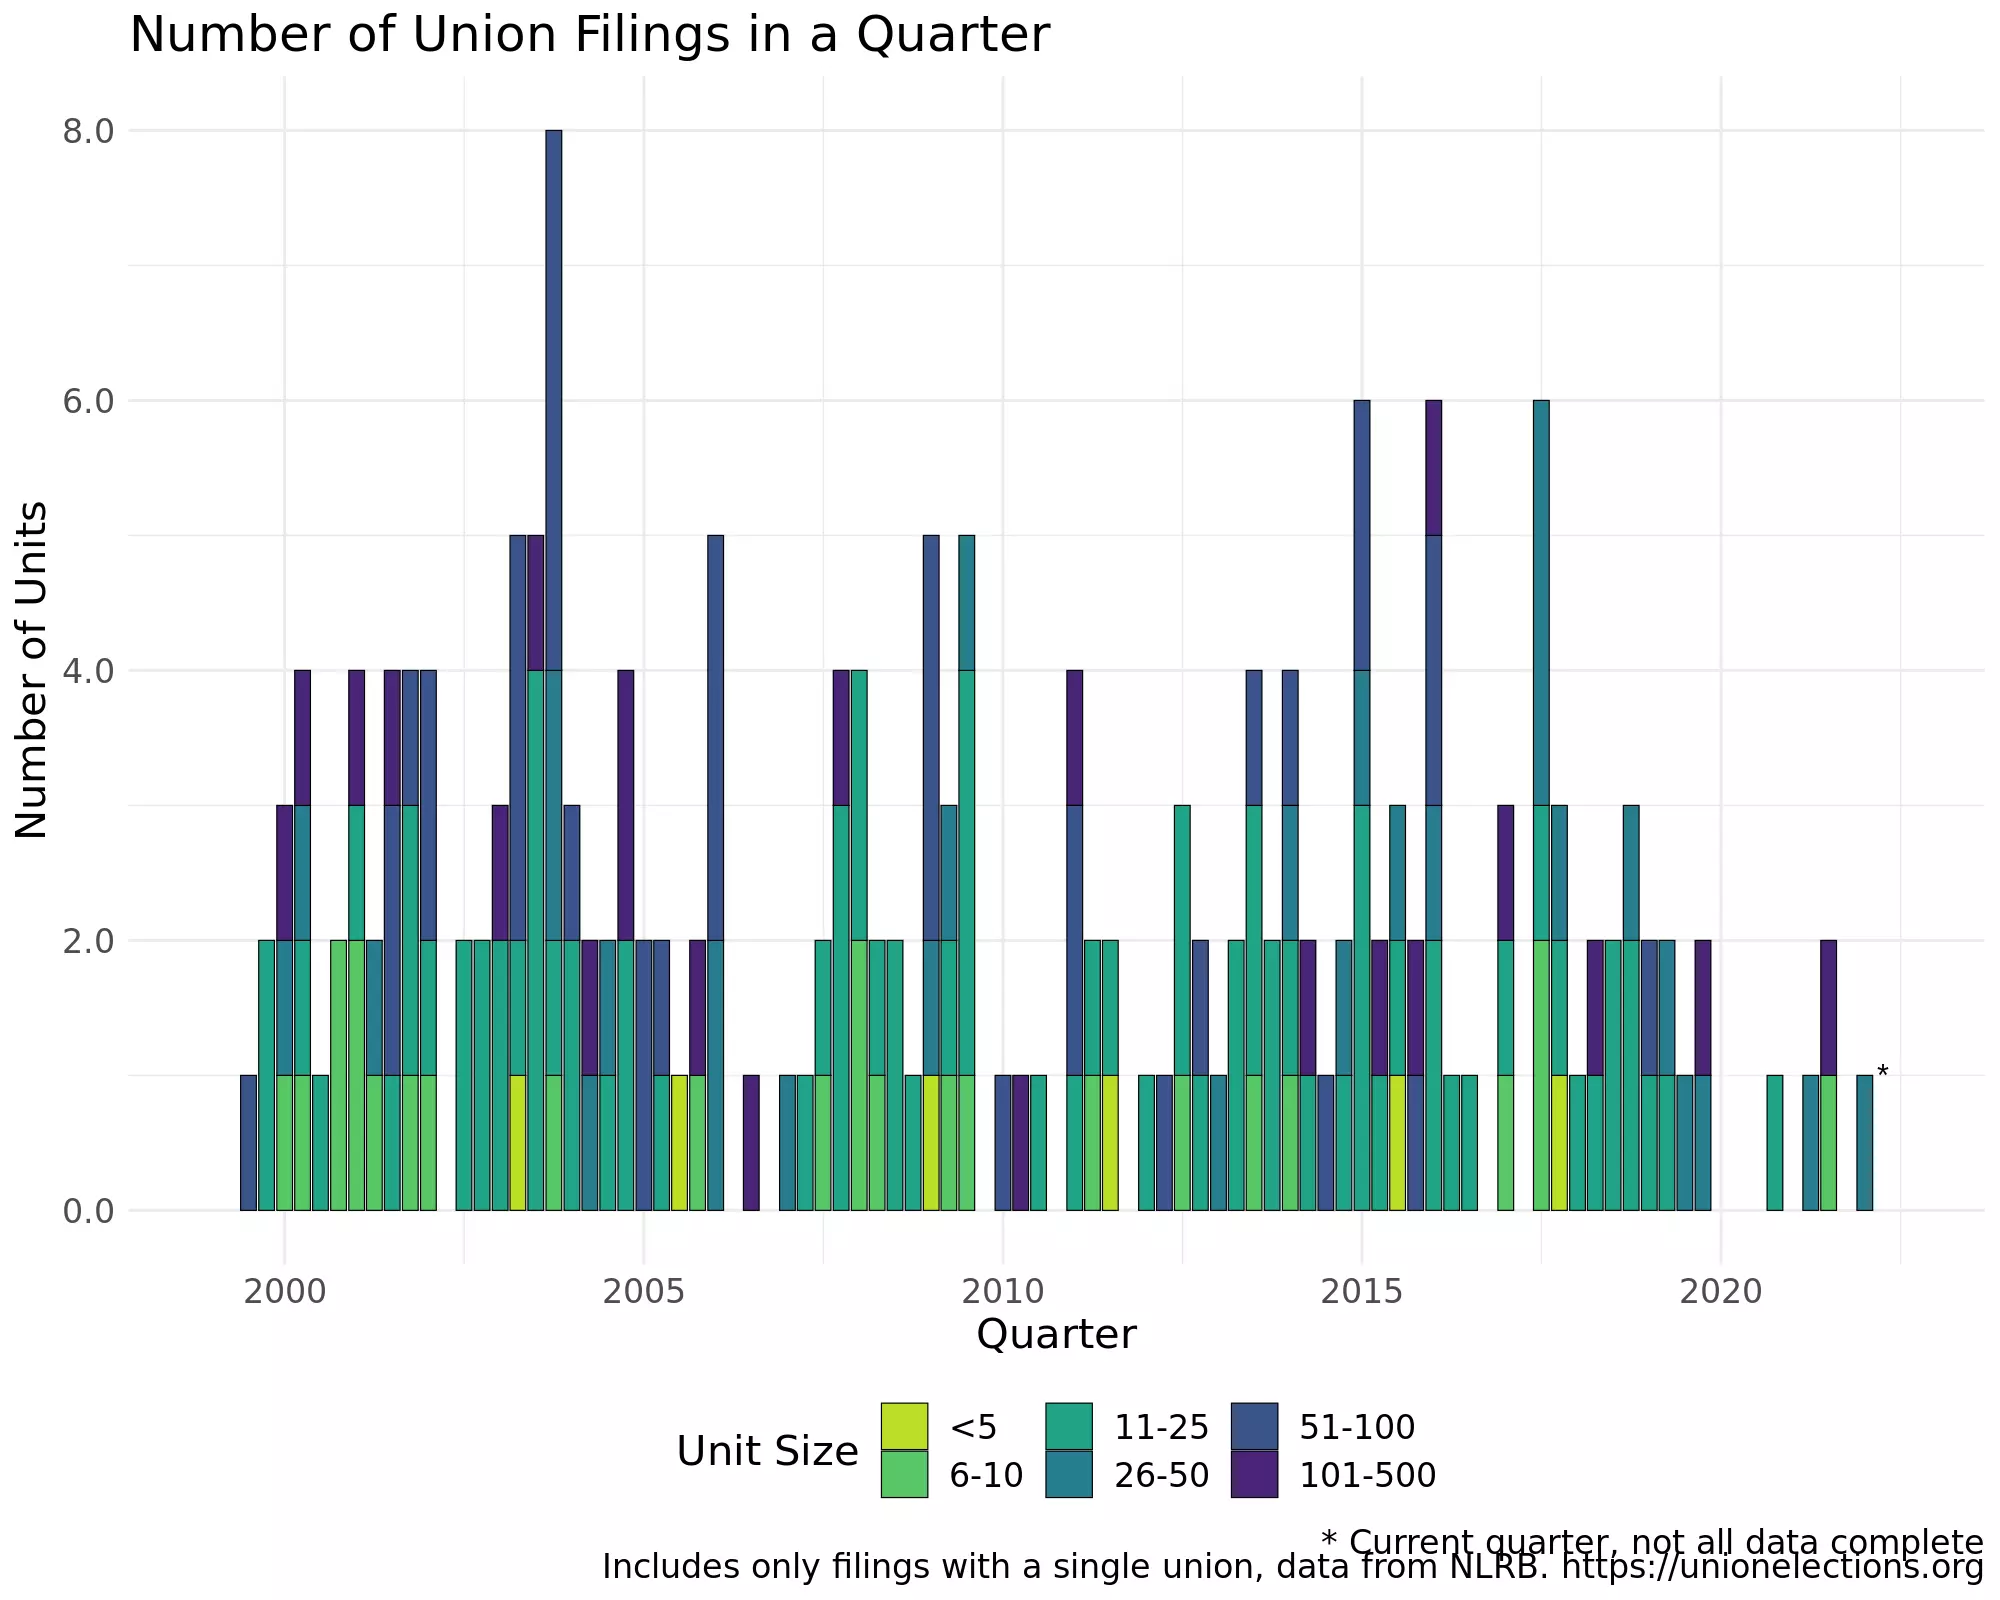 Number of Union Filings in a Quarter
8.0
6.0
4.0
2.0
0.0
Number of Units
*
2000 2005 2010 2015 2020
Quarter
Unit Size
<5 11-25 51-100
6-10 26-50 101-500
* Current quarter, not all data complete
Includes only filings with a single union, data from NLRB. https://unionelections.org